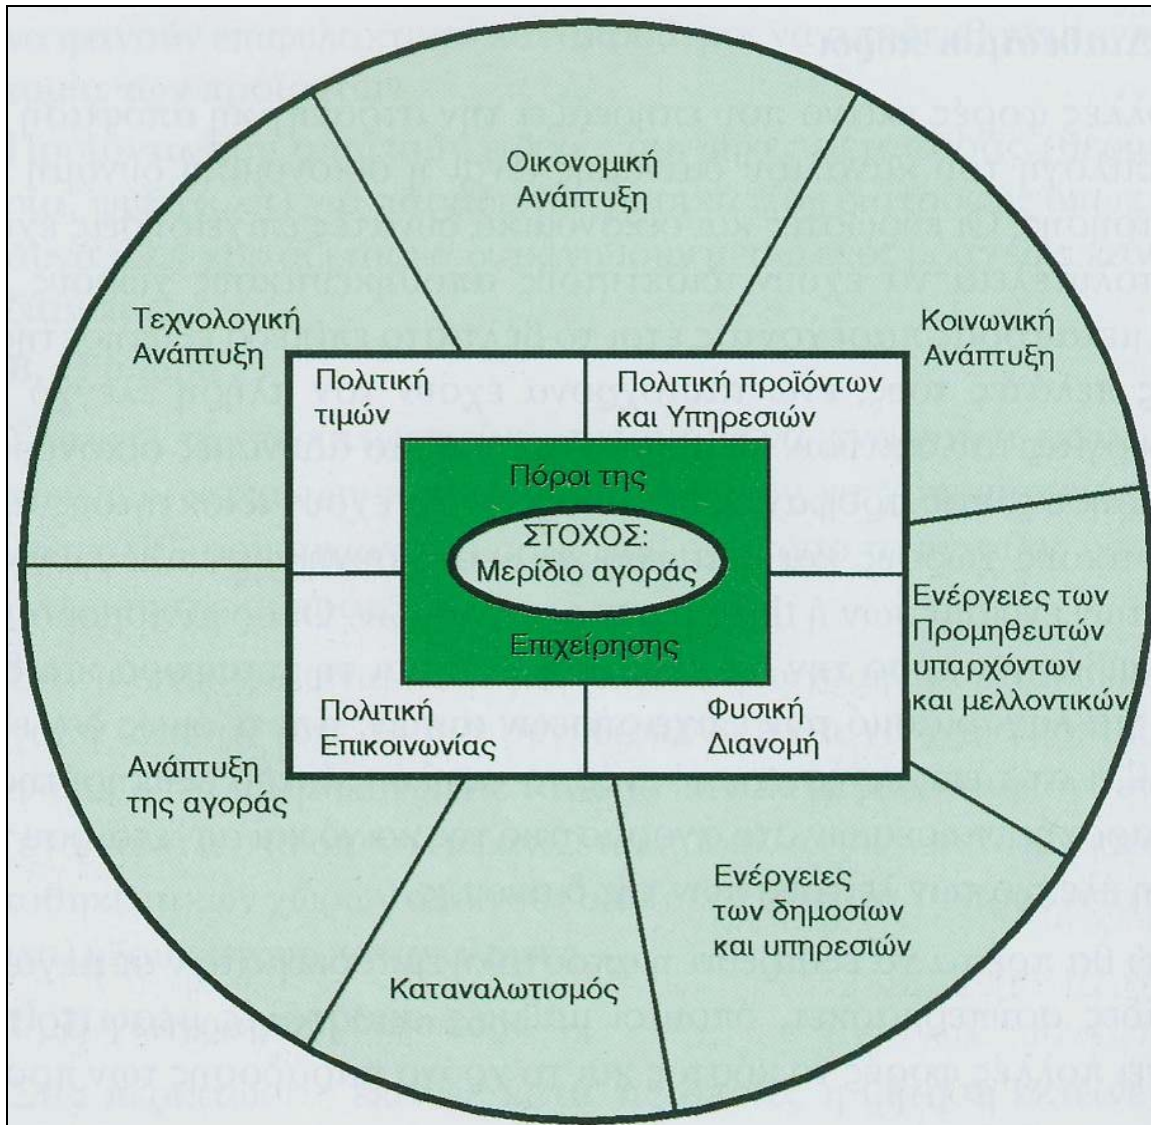 Οικονομική
Ανάπτυξη
Τεχνολογική
Ανάπτυξη
Κοινωνική
Ανάπτυξη
Πολιτική
τιμών
Πολιτική προϊόντων
και Υπηρεσιών
Πόροι της
ΣΤΟΧΟΣ:
Μερίδιο αγοράς
Επιχείρησης
Ενέργειες των
Προμηθευτών
υπαρχόντων
και μελλοντικών
Πολιτική
Επικοινωνίας
Φυσική
Διανομή
Ανάπτυξη
της αγοράς
Ενέργειες
των δημοσίων
και υπηρεσιών
Καταναλωτισμός